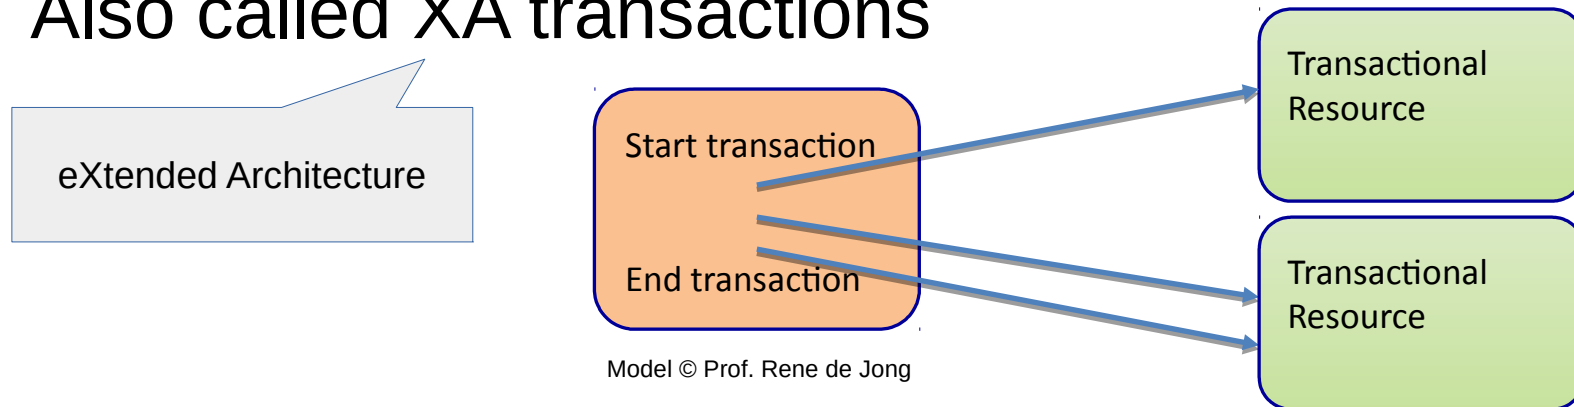 Also called XA transactions
eXtended Architecture
Start transaction
End transaction
Transactional
Resource
Transactional
Resource
Model © Prof. Rene de Jong